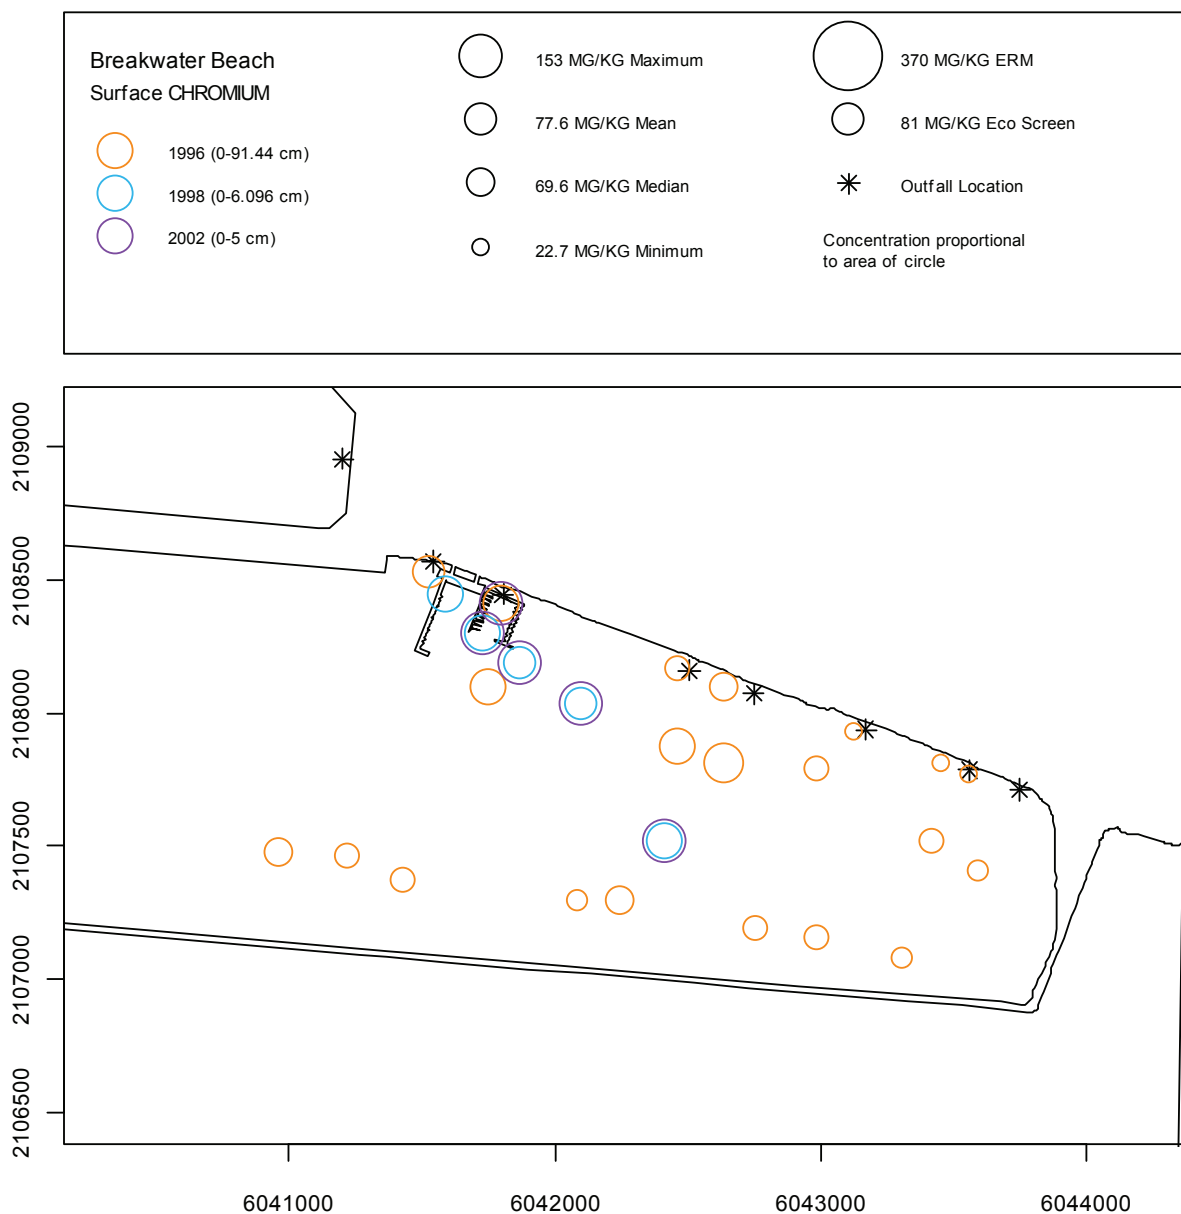 Breakwater Beach
Surface CHROMIUM
1996 (0-91.44 cm)
1998 (0-6.096 cm)
2002 (0-5 cm)
153 MG/KG Maximum
77.6 MG/KG Mean
69.6 MG/KG Median
22.7 MG/KG Minimum
370 MG/KG ERM
81 MG/KG Eco Screen
Outfall Location
Concentration proportional
to area of circle
2109000
2108500
2108000
2107500
2107000
2106500
6041000
6042000
6043000
6044000